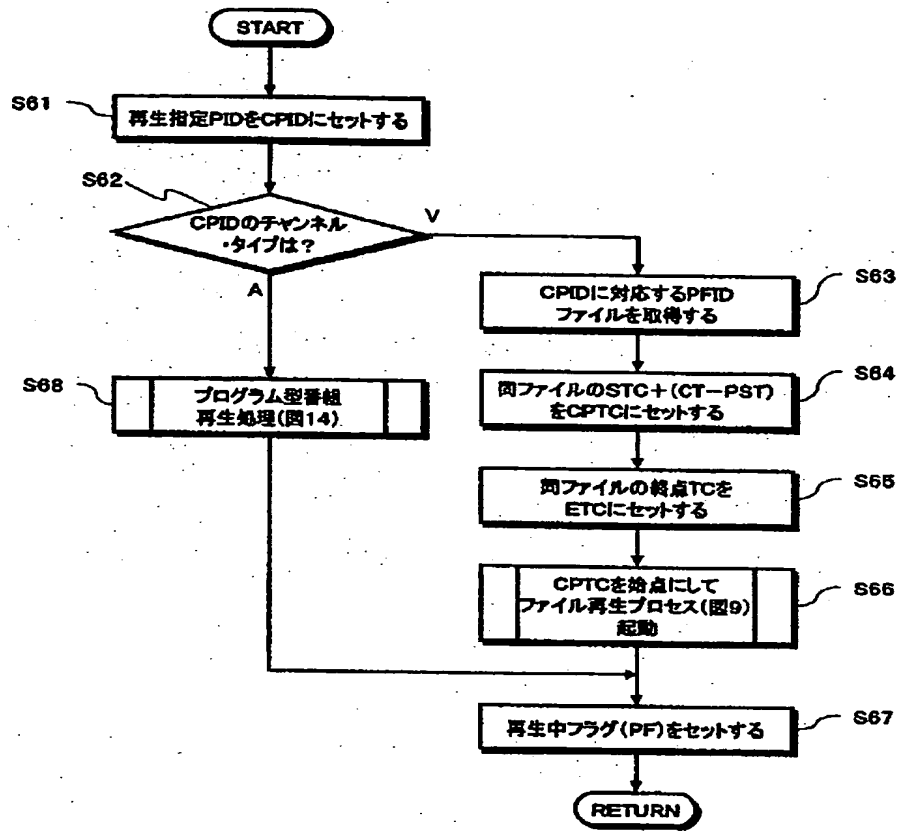 START
S61
再生指定PIDをCPIDにセットする
S62
CPIDのチャンネル
・タイプは?
V
A
S63
CPIDに対応するPFID
ファイルを取得する
S64
同ファイルのSTC+(CT-PST)
をCPTCにセットする
S65
同ファイルの終点TCを
ETCにセットする
S66
CPTCを始点にして
ファイル再生プロセス(図9)
起動
S68
プログラム型番組
再生処理(図14)
S67
再生中フラグ(PF)をセットする
RETURN